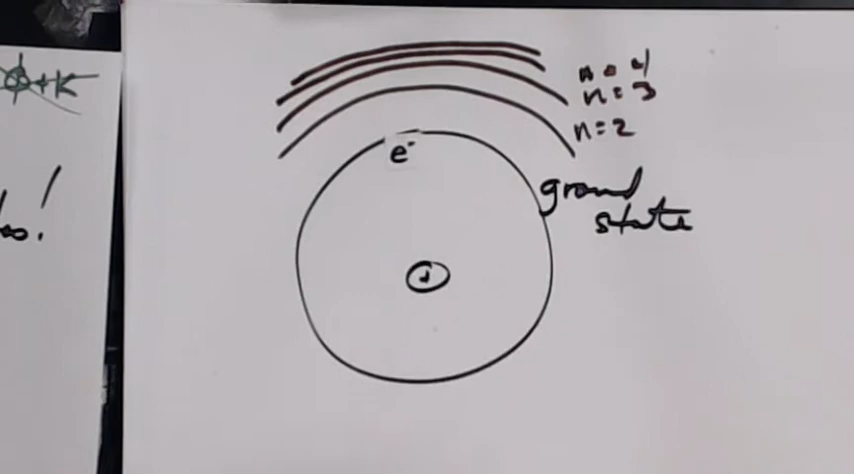 +K
n = 4
n = 3
n = 2
e-
ground
state
+